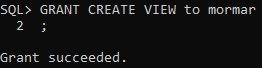 SQL> GRANT CREATE VIEW to mormar
2 ;
Grant succeeded.